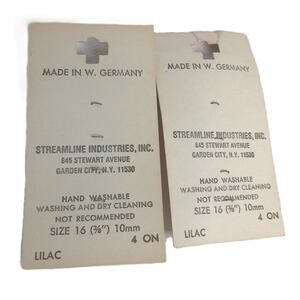 MADE IN W. GERMANY
STREAMLINE INDUSTRIES, INC.
845 STEWART AVENUE
GARDEN CITY, N.Y. 11530
HAND WASHABLE
WASHING AND DRY CLEANING
NOT RECOMMENDED
SIZE 16 (⅜") 10mm
4 ON
LILAC
MADE IN W. GERMANY
STREAMLINE INDUSTRIES, INC.
845 STEWART AVENUE
GARDEN CITY, N.Y. 11530
HAND WASHABLE
WASHING AND DRY CLEANING
NOT RECOMMENDED
SIZE 16 (⅜") 10mm
4 ON
LILAC